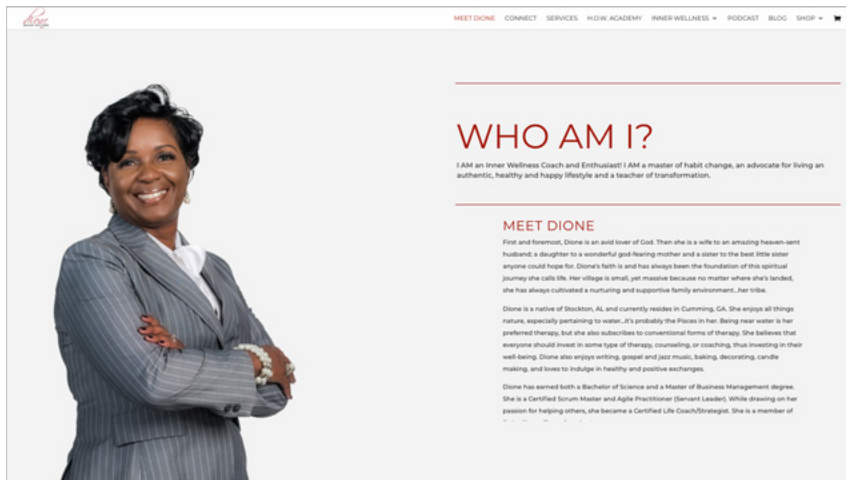 dione
MEET DIONE
CONNECT
SERVICES
H.O.W. ACADEMY
INNER WELLNESS
PODCAST
BLOG
SHOP
WHO AM I?
I AM an Inner Wellness Coach and Enthusiast! I AM a master of habit change, an advocate for living an
authentic, healthy and happy lifestyle and a teacher of transformation.
MEET DIONE
First and foremost, Dione is an avid lover of God. Then she is a wife to an amazing heaven-sent
husband; a daughter to a wonderful god-fearing mother and a sister to the best little sister
anyone could hope for. Dione's faith is and has always been the foundation of this spiritual
journey she calls life. Her village is small, yet massive because no matter where she's landed,
she has always cultivated a nurturing and supportive family environment...her tribe.
Dione is a native of Stockton, AL and currently resides in Cumming, GA. She enjoys all things
nature, especially pertaining to water...it's probably the Pisces in her. Being near water is her
preferred therapy, but she also subscribes to conventional forms of therapy. She believes that
everyone should invest in some type of therapy, counseling, or coaching, thus investing in their
well-being. Dione also enjoys writing, gospel and jazz music, baking, decorating, candle
making, and loves to indulge in healthy and positive exchanges.
Dione has earned both a Bachelor of Science and a Master of Business Management degree.
She is a Certified Scrum Master and Agile Practitioner (Servant Leader). While drawing on her
passion for helping others, she became a Certified Life Coach/Strategist. She is a member of